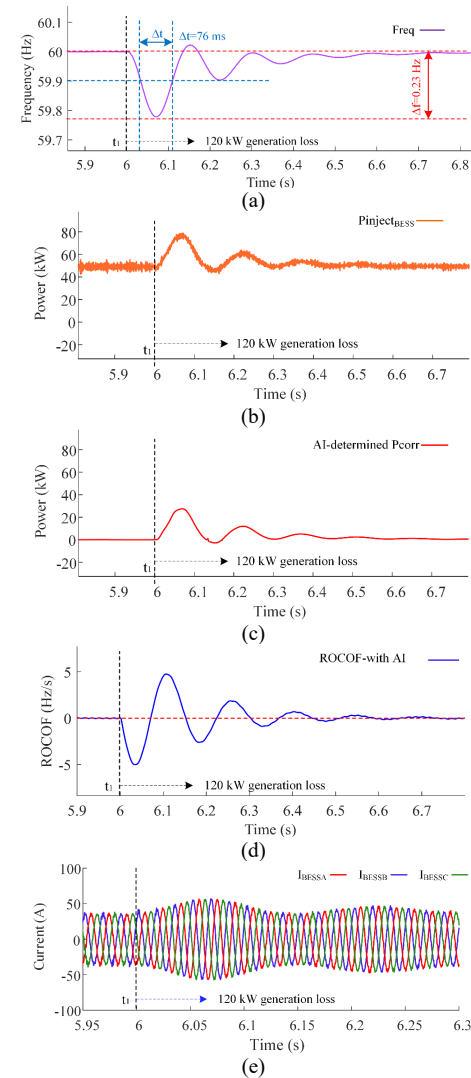 60.1
Δt
Δt=76 ms
Freq
60
59.9
59.8
59.7
Frequency (Hz)
Δf=0.23 Hz
t₁
120 kW generation loss
5.9 6 6.1 6.2 6.3 6.4 6.5 6.6 6.7 6.8
Time (s)
(a)
PinjectBESS
80
60
40
20
0
-20
Power (kW)
t₁
120 kW generation loss
5.9 6 6.1 6.2 6.3 6.4 6.5 6.6 6.7
Time (s)
(b)
AI-determined Pcorr
80
60
40
20
0
-20
Power (kW)
t₁
120 kW generation loss
5.9 6 6.1 6.2 6.3 6.4 6.5 6.6 6.7
Time (s)
(c)
ROCOF-with AI
5
0
-5
ROCOF (Hz/s)
t₁
120 kW generation loss
5.9 6 6.1 6.2 6.3 6.4 6.5 6.6 6.7
Time (s)
(d)
100
IBESSA IBESSB IBESSC
50
0
-50
-100
Current (A)
t₁
120 kW generation loss
5.95 6 6.05 6.1 6.15 6.2 6.25 6.3
Time (s)
(e)